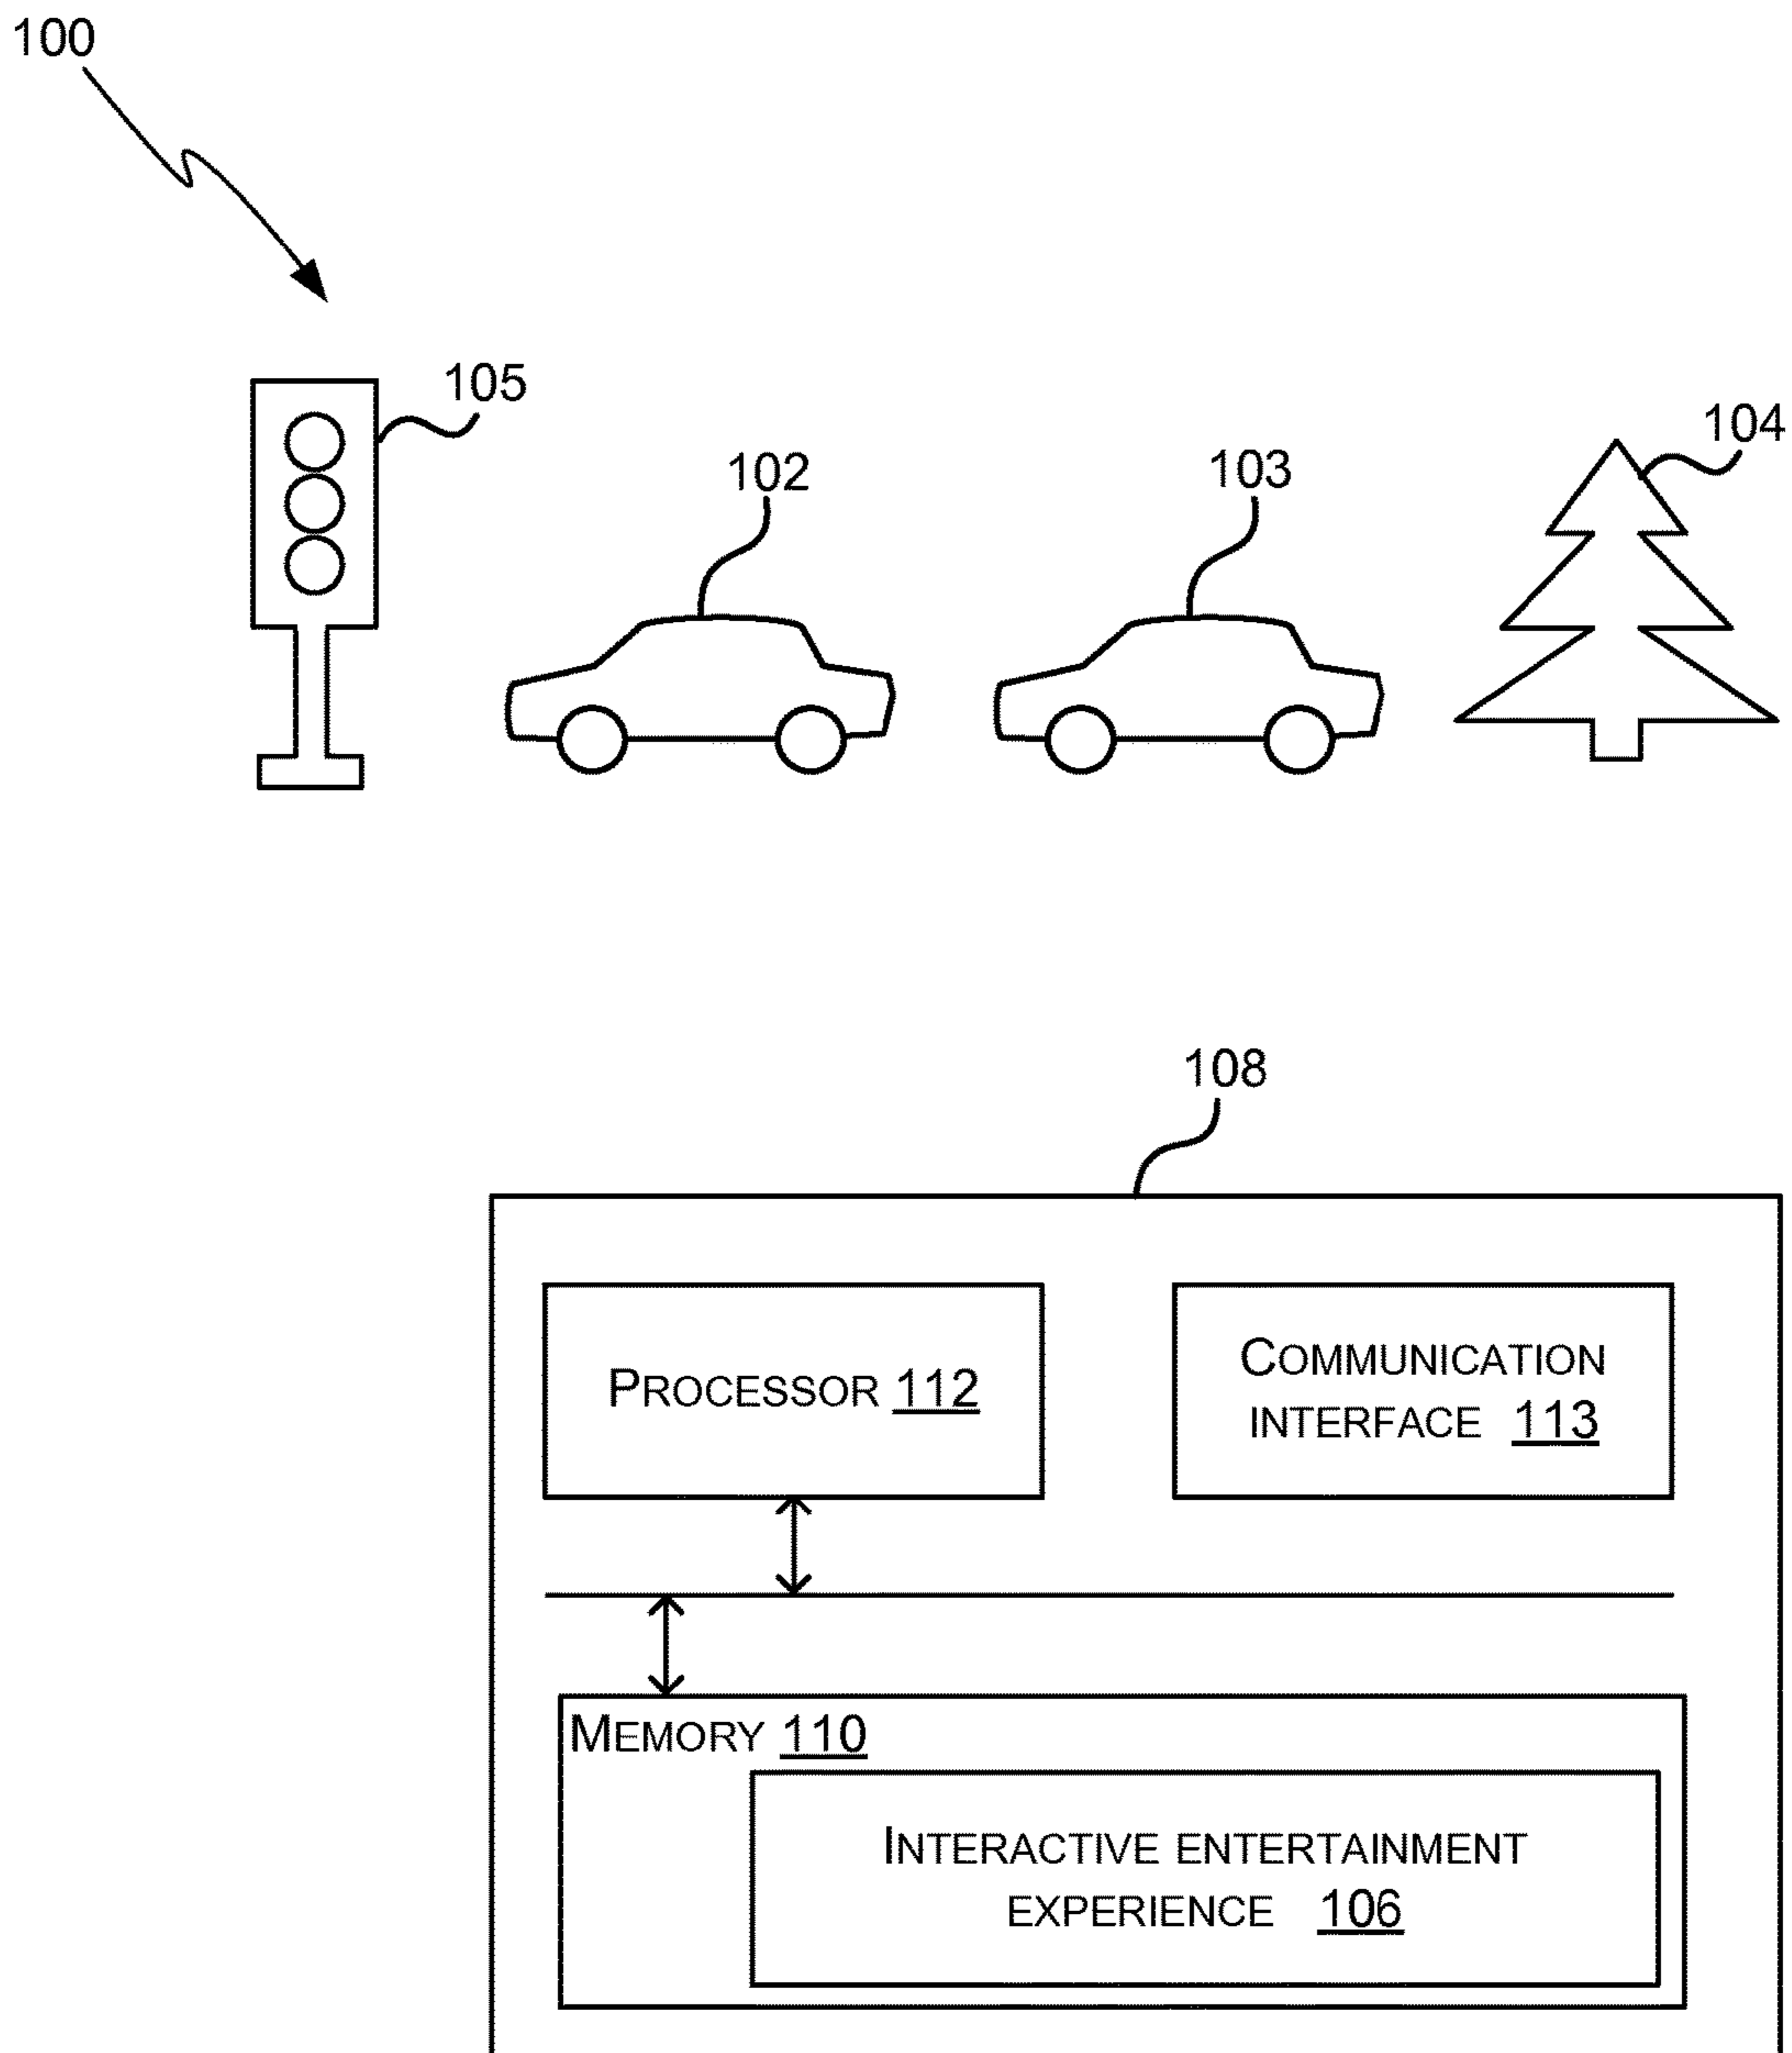 100
105
102
103
104
108
PROCESSOR 112
COMMUNICATION
INTERFACE 113
MEMORY 110
INTERACTIVE ENTERTAINMENT
EXPERIENCE 106